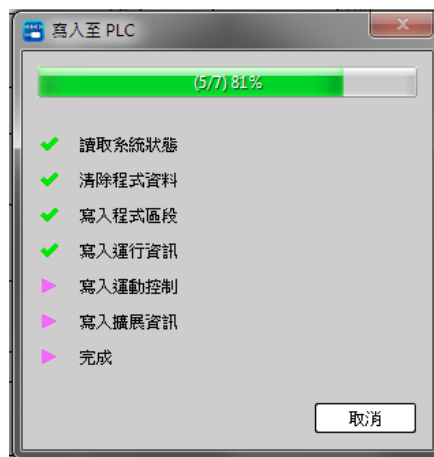 寫入至 PLC
(5/7) 81%
讀取系統狀態
清除程式資料
寫入程式區段
寫入運行資訊
寫入運動控制
寫入擴展資訊
完成
取消